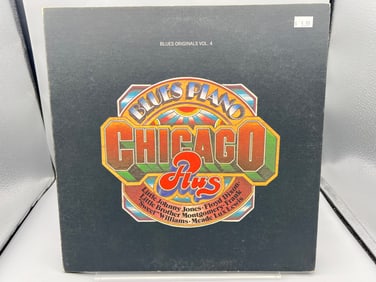 BLUES ORIGINALS VOL. 4
BLUES PIANO
CHICAGO
Plus
Little Johnny Jones • Floyd Dixon
Little Brother Montgomery • Frank
"Sweet" Williams • Meade Lux Lewis